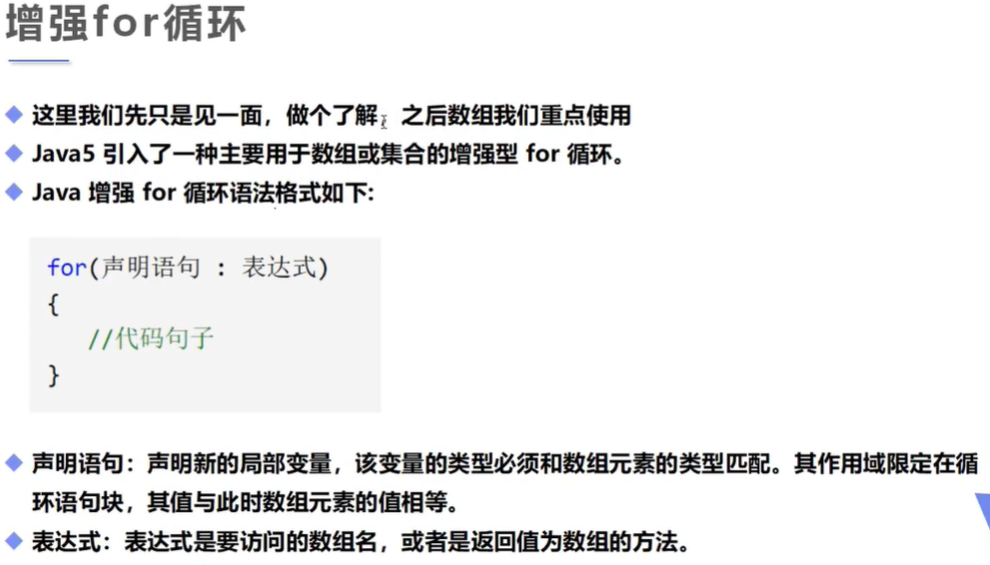 增强for循环
这里我们先只是见一面，做个了解，之后数组我们重点使用
Java5 引入了一种主要用于数组或集合的增强型 for 循环。
Java 增强 for 循环语法格式如下:
for(声明语句 : 表达式)
{
//代码句子
}
声明语句：声明新的局部变量，该变量的类型必须和数组元素的类型匹配。其作用域限定在循
环语句块，其值与此时数组元素的值相等。
表达式：表达式是要访问的数组名，或者是返回值为数组的方法。